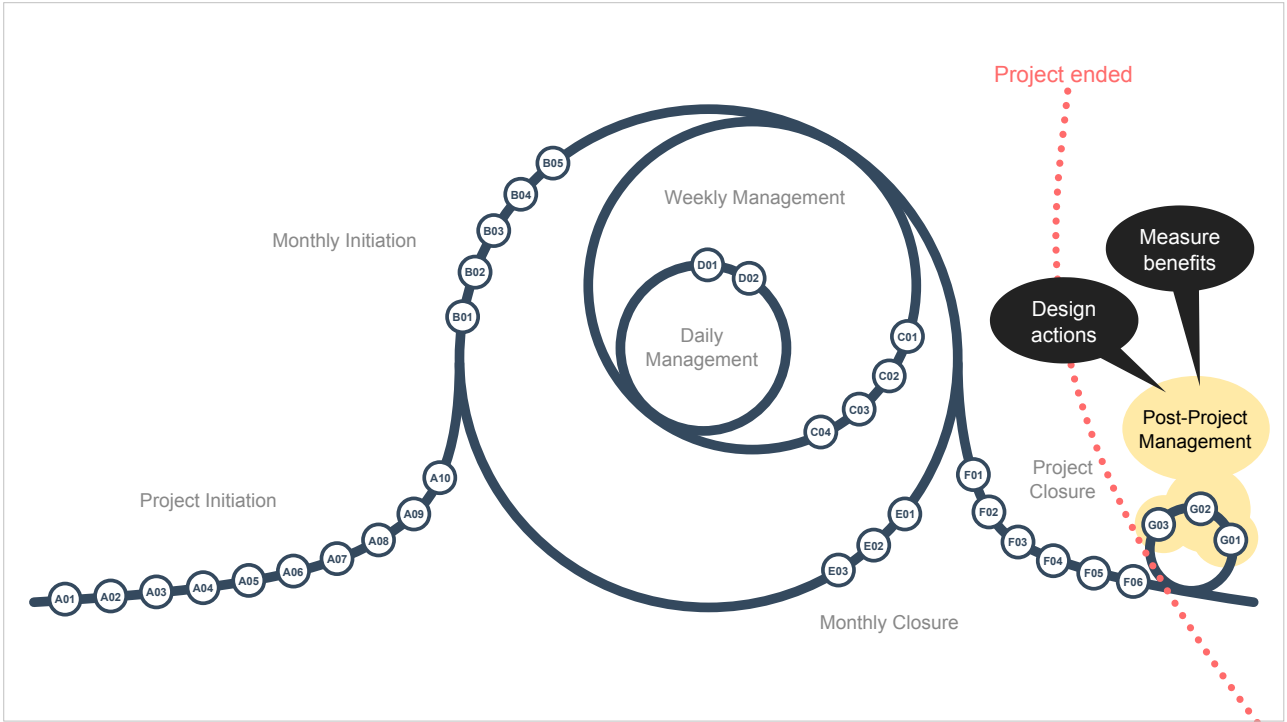 Project ended
Measure
benefits
Design
actions
Post-Project
Management
Project
Closure
Monthly Initiation
Weekly Management
Daily
Management
Project Initiation
Monthly Closure
A01
A02
A03
A04
A05
A06
A07
A08
A09
A10
B01
B02
B03
B04
B05
D01
D02
C01
C02
C03
C04
E01
E02
E03
F01
F02
F03
F04
F05
F06
G03
G02
G01